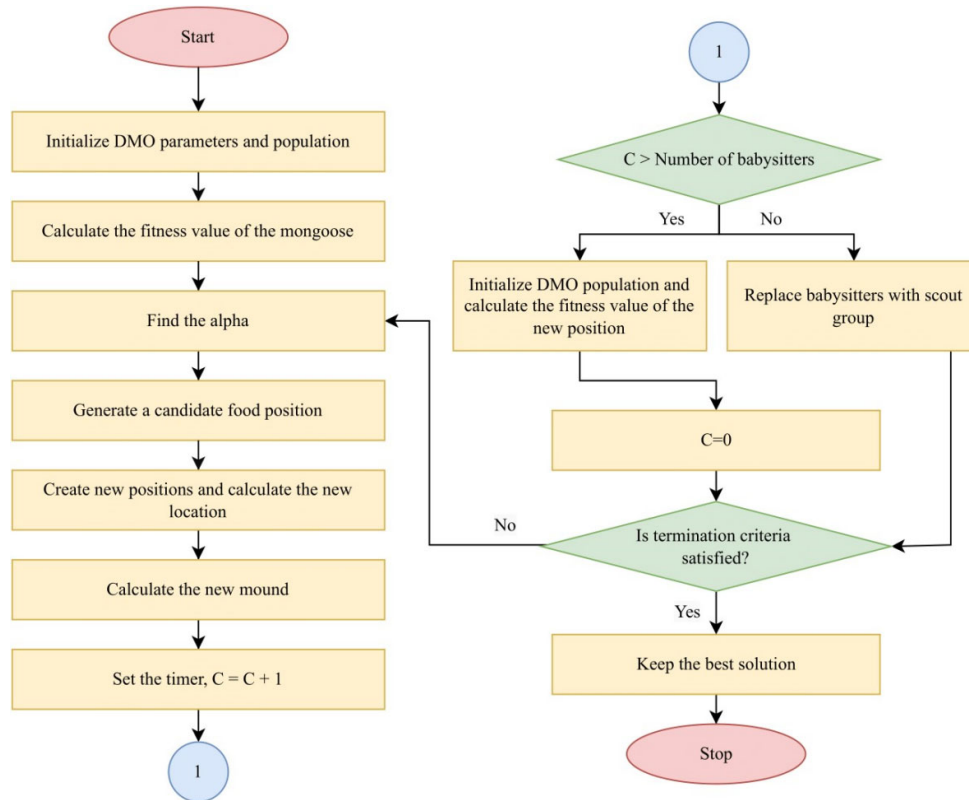 Start
Initialize DMO parameters and population
Calculate the fitness value of the mongoose
Find the alpha
Generate a candidate food position
Create new positions and calculate the new
location
Calculate the new mound
Set the timer, C = C + 1
1
1
C > Number of babysitters
Yes
No
Initialize DMO population and
calculate the fitness value of the
new position
Replace babysitters with scout
group
C=0
Is termination criteria
satisfied?
No
Yes
Keep the best solution
Stop